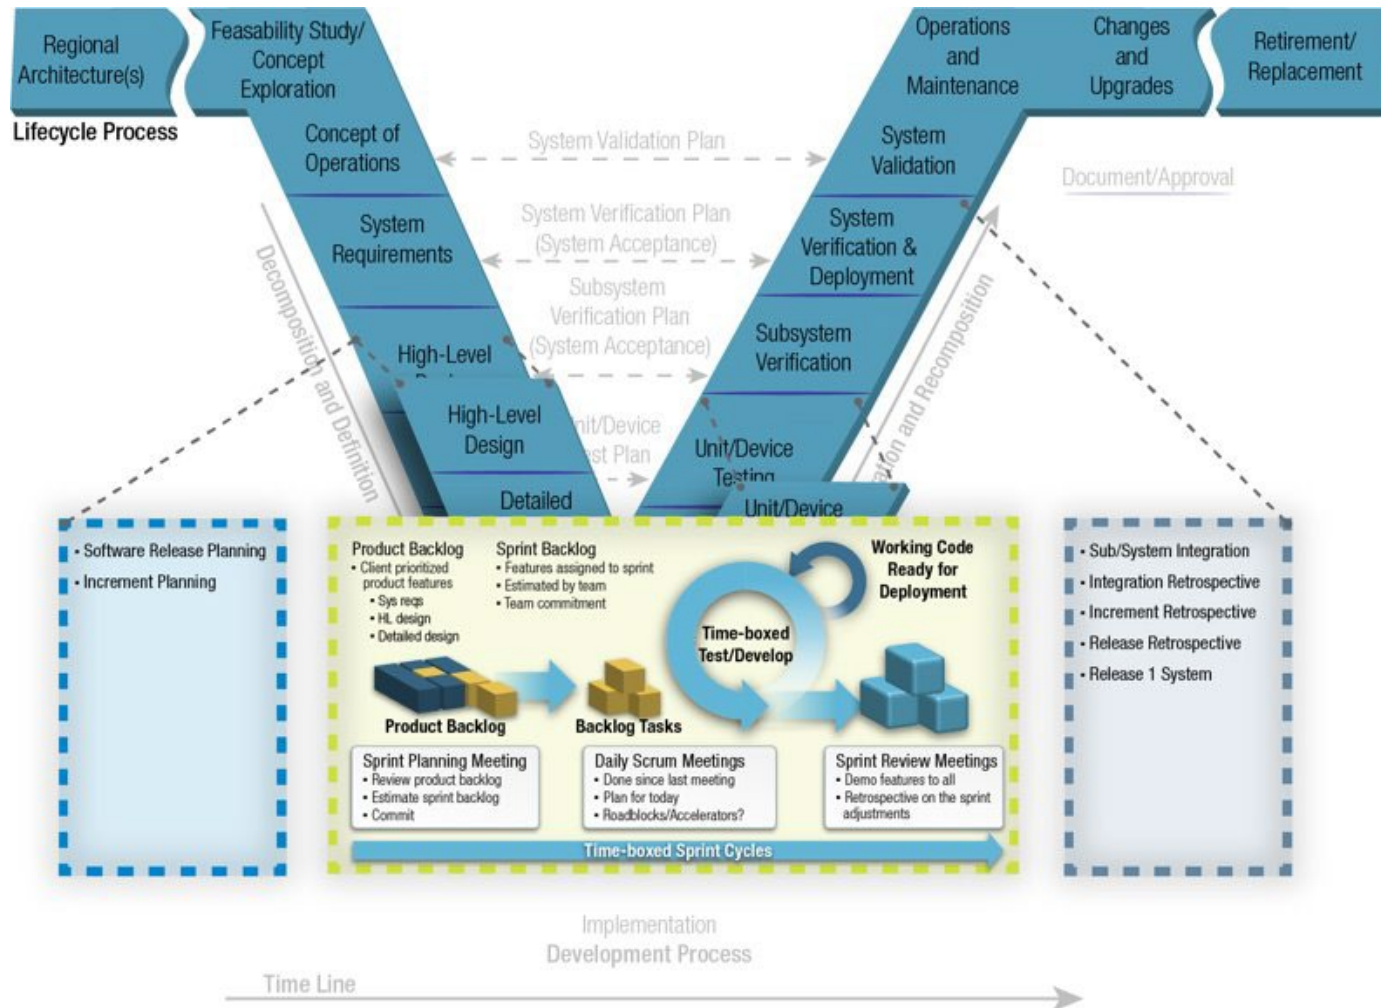 Regional
Architecture(s)
Feasability Study/
Concept
Exploration
Operations
and
Maintenance
Changes
and
Upgrades
Retirement/
Replacement
Lifecycle Process
Concept of
Operations
System Validation Plan
System
Validation
Document/Approval
System
Requirements
System Verification Plan
(System Acceptance)
System
Verification &
Deployment
Decomposition and Definition
Subsystem
Verification Plan
(System Acceptance)
Subsystem
Verification
and Recomposition
High-Level
High-Level
Design
Unit/Device
Plan
Unit/Device
Testing
Detailed
Unit/Device
▪ Software Release Planning
▪ Increment Planning
Product Backlog
▪ Client prioritized
product features
▪ Sys reqs
▪ HL design
▪ Detailed design
Sprint Backlog
▪ Features assigned to sprint
▪ Estimated by team
▪ Team commitment
Working Code
Ready for
Deployment
Time-boxed
Test/Develop
Product Backlog
Backlog Tasks
Sprint Planning Meeting
▪ Review product backlog
▪ Estimate sprint backlog
▪ Commit
Daily Scrum Meetings
▪ Done since last meeting
▪ Plan for today
▪ Roadblocks/Accelerators?
Sprint Review Meetings
▪ Demo features to all
▪ Retrospective on the sprint
adjustments
Time-boxed Sprint Cycles
▪ Sub/System Integration
▪ Integration Retrospective
▪ Increment Retrospective
▪ Release Retrospective
▪ Release 1 System
Implementation
Development Process
Time Line